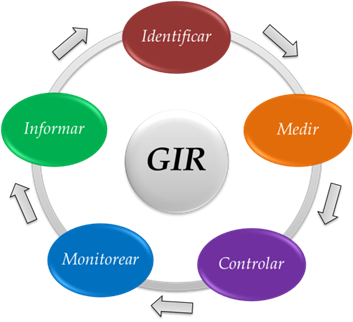 Identificar
Medir
Controlar
Monitorear
Informar
GIR